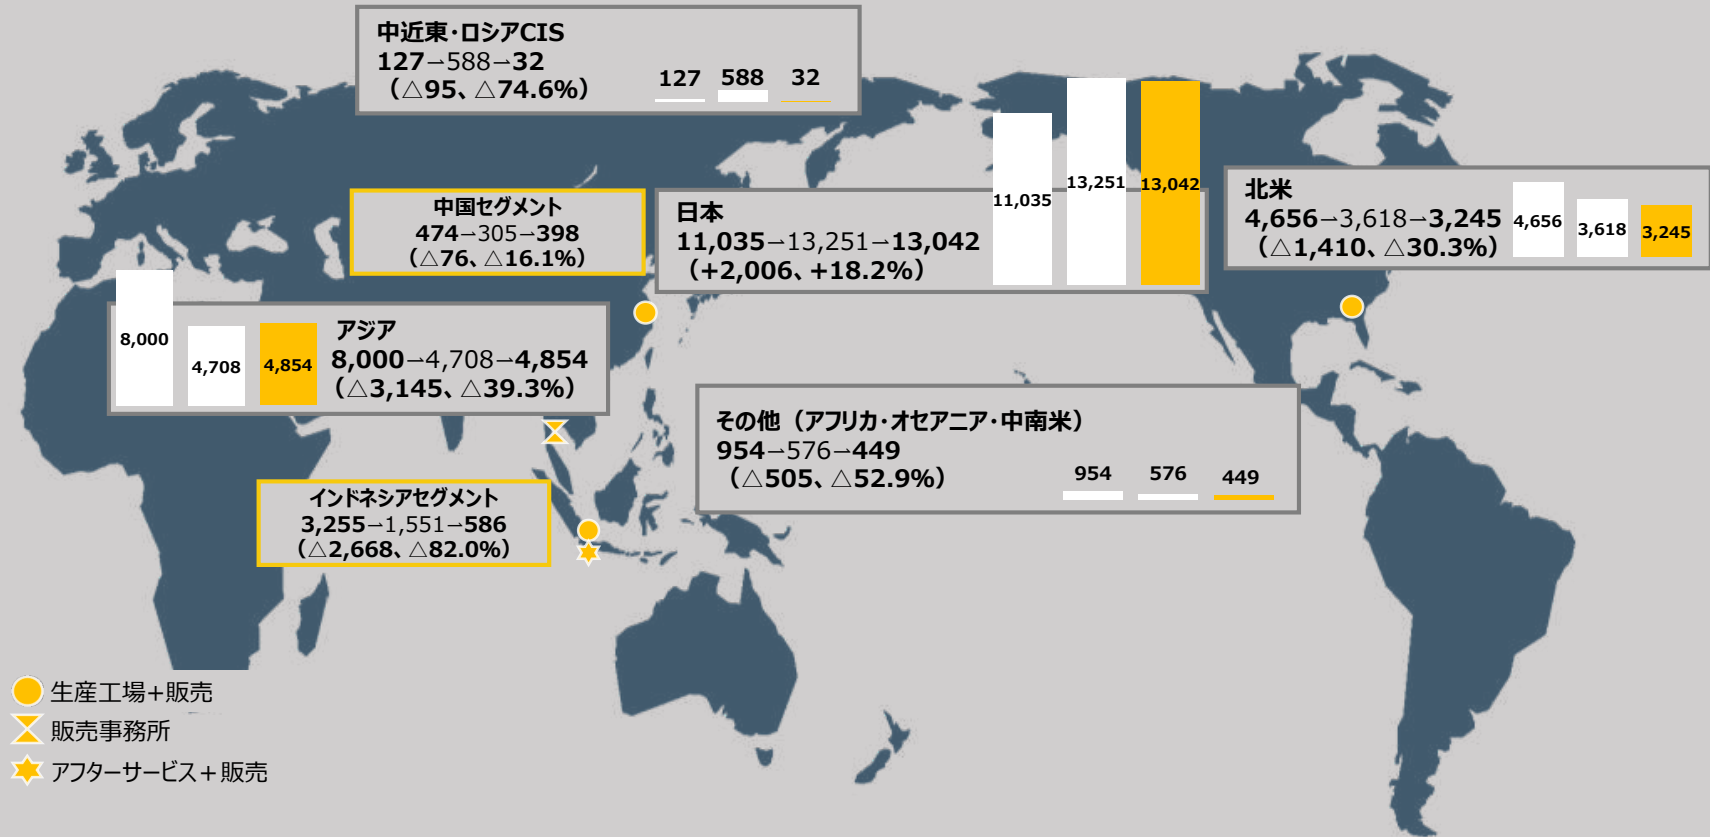 中近東・ロシアCIS
127→588→32
（△95、△74.6%）
127 588 32
中国セグメント
474→305→398
（△76、△16.1%）
日本
11,035→13,251→13,042
（+2,006、+18.2%）
11,035 13,251 13,042
北米
4,656→3,618→3,245
（△1,410、△30.3%）
4,656 3,618 3,245
8,000 4,708 4,854
アジア
8,000→4,708→4,854
（△3,145、△39.3%）
その他（アフリカ・オセアニア・中南米）
954→576→449
（△505、△52.9%）
954 576 449
インドネシアセグメント
3,255→1,551→586
（△2,668、△82.0%）
生産工場+販売
販売事務所
アフターサービス＋販売